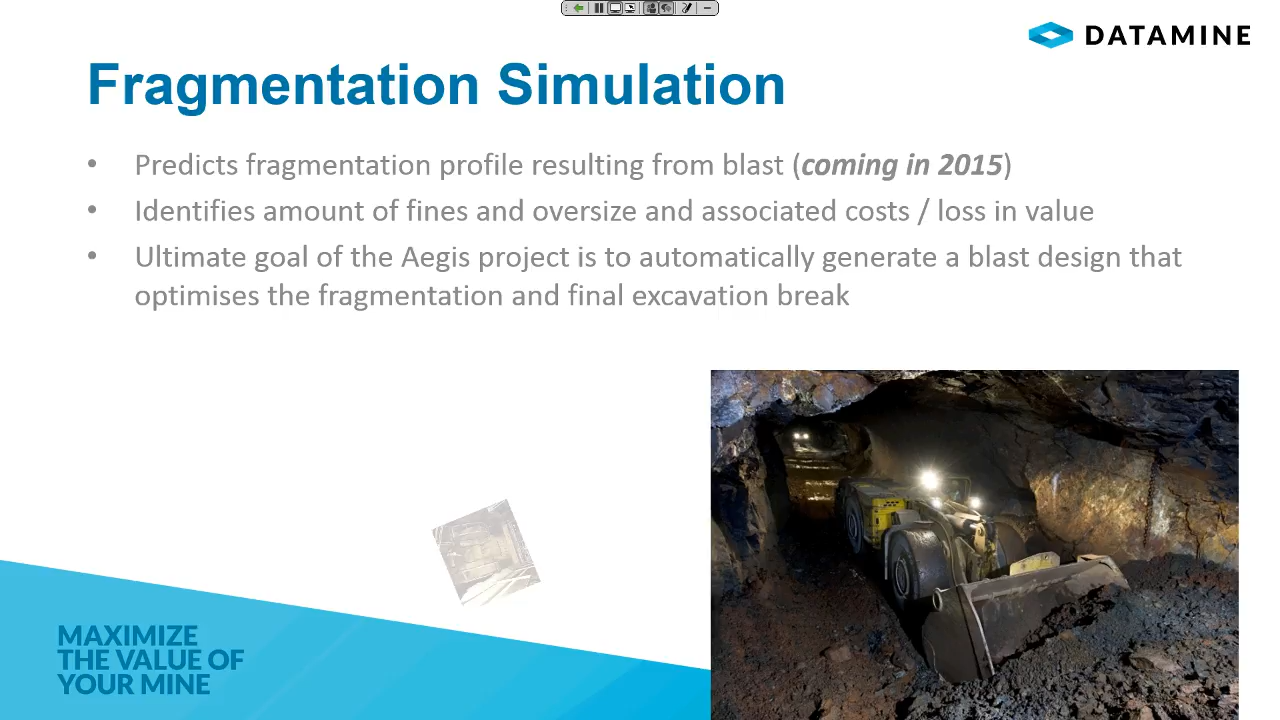 DATAMINE
Fragmentation Simulation
• Predicts fragmentation profile resulting from blast (coming in 2015)
• Identifies amount of fines and oversize and associated costs / loss in value
• Ultimate goal of the Aegis project is to automatically generate a blast design that
optimises the fragmentation and final excavation break
MAXIMIZE
THE VALUE OF
YOUR MINE